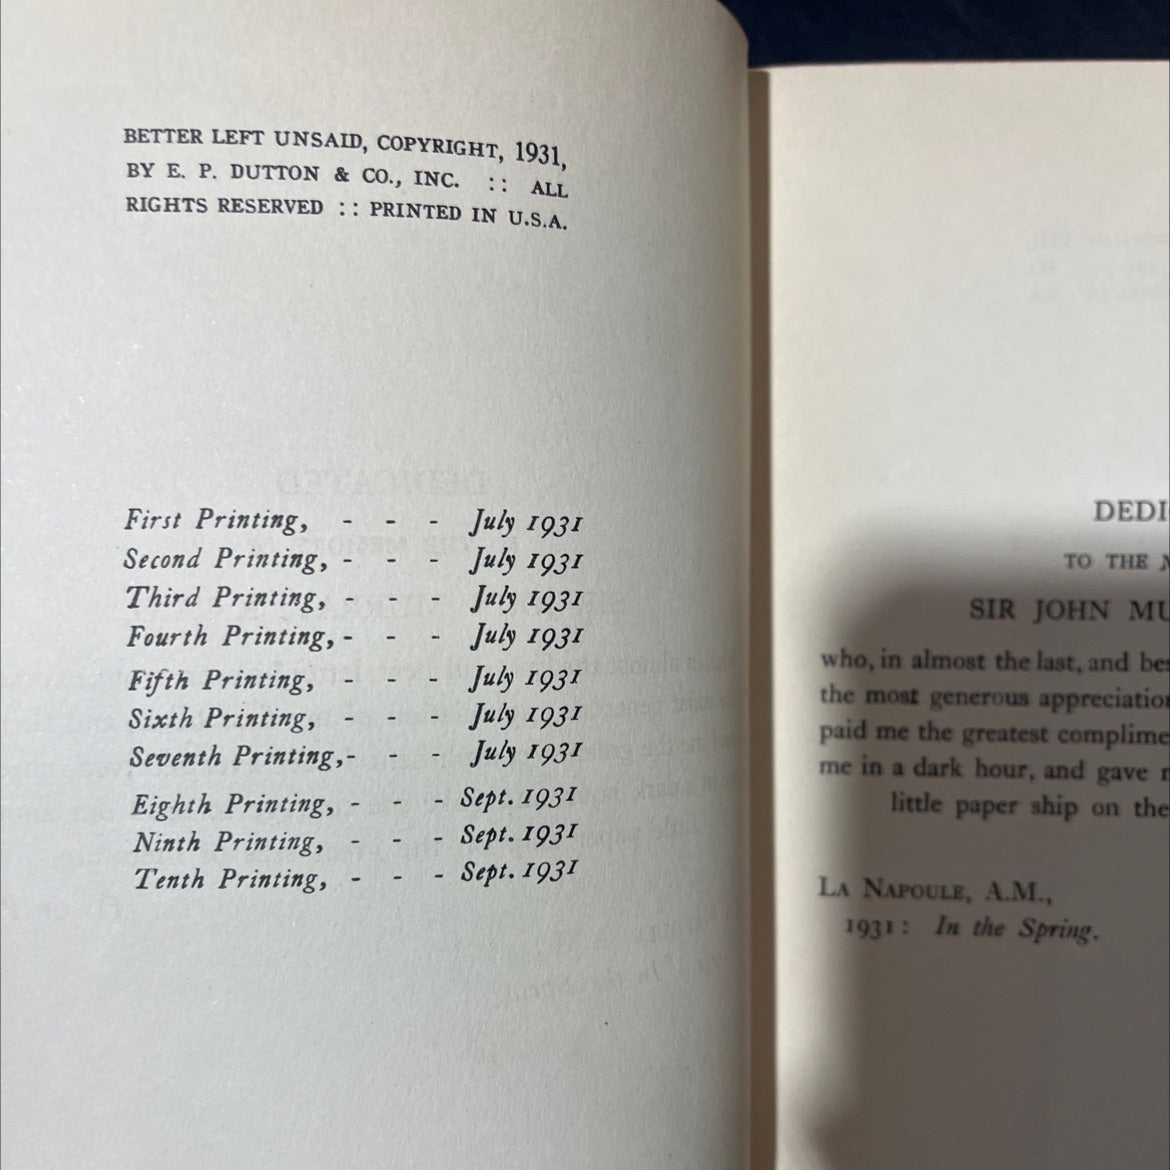 BETTER LEFT UNSAID, COPYRIGHT, 1931,
BY E. P. DUTTON & CO., INC. :: ALL
RIGHTS RESERVED :: PRINTED IN U.S.A.
First Printing, - - - July 1931
Second Printing, - - - July 1931
Third Printing, - - - July 1931
Fourth Printing, - - - July 1931
Fifth Printing, - - - July 1931
Sixth Printing, - - - July 1931
Seventh Printing, - - - July 1931
Eighth Printing, - - - Sept. 1931
Ninth Printing, - - - Sept. 1931
Tenth Printing, - - - Sept. 1931
DEDI
TO THE
SIR JOHN MU
who, in almost the last, and bes
the most generous appreciation
paid me the greatest complime
me in a dark hour, and gave
little paper ship on the
LA NAPOULE, A.M.,
1931: In the Spring.